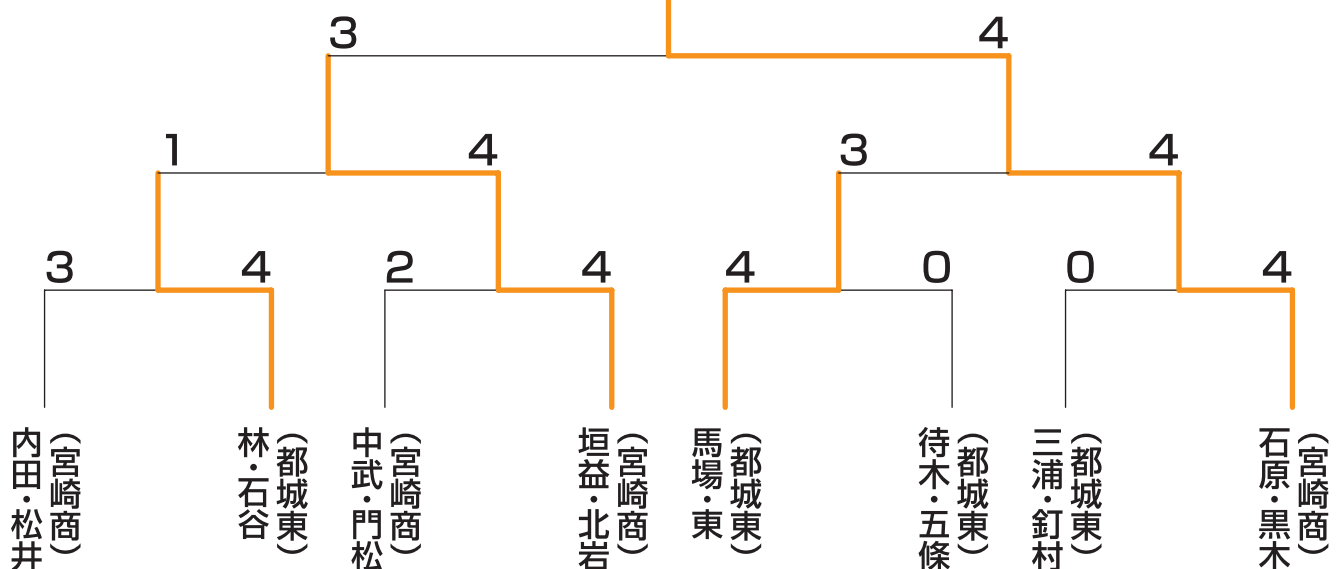 3
4
1
4
3
4
3
4
2
4
4
0
0
4
内田・松井
（宮崎商）
林・石谷
（都城東）
中武・門松
（宮崎商）
垣益・北岩
（宮崎商）
馬場・東
（都城東）
待木・五條
（都城東）
三浦・釘村
（都城東）
石原・黒木
（宮崎商）